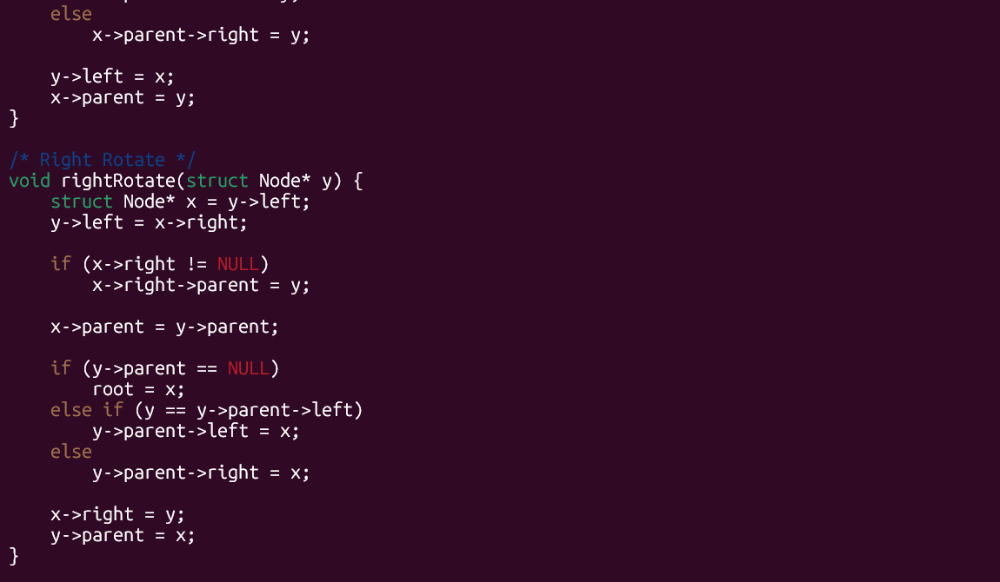 else
x->parent->right = y;
y->left = x;
x->parent = y;
}
/* Right Rotate */
void rightRotate(struct Node* y) {
struct Node* x = y->left;
y->left = x->right;
if (x->right != NULL)
x->right->parent = y;
x->parent = y->parent;
if (y->parent == NULL)
root = x;
else if (y == y->parent->left)
y->parent->left = x;
else
y->parent->right = x;
x->right = y;
y->parent = x;
}